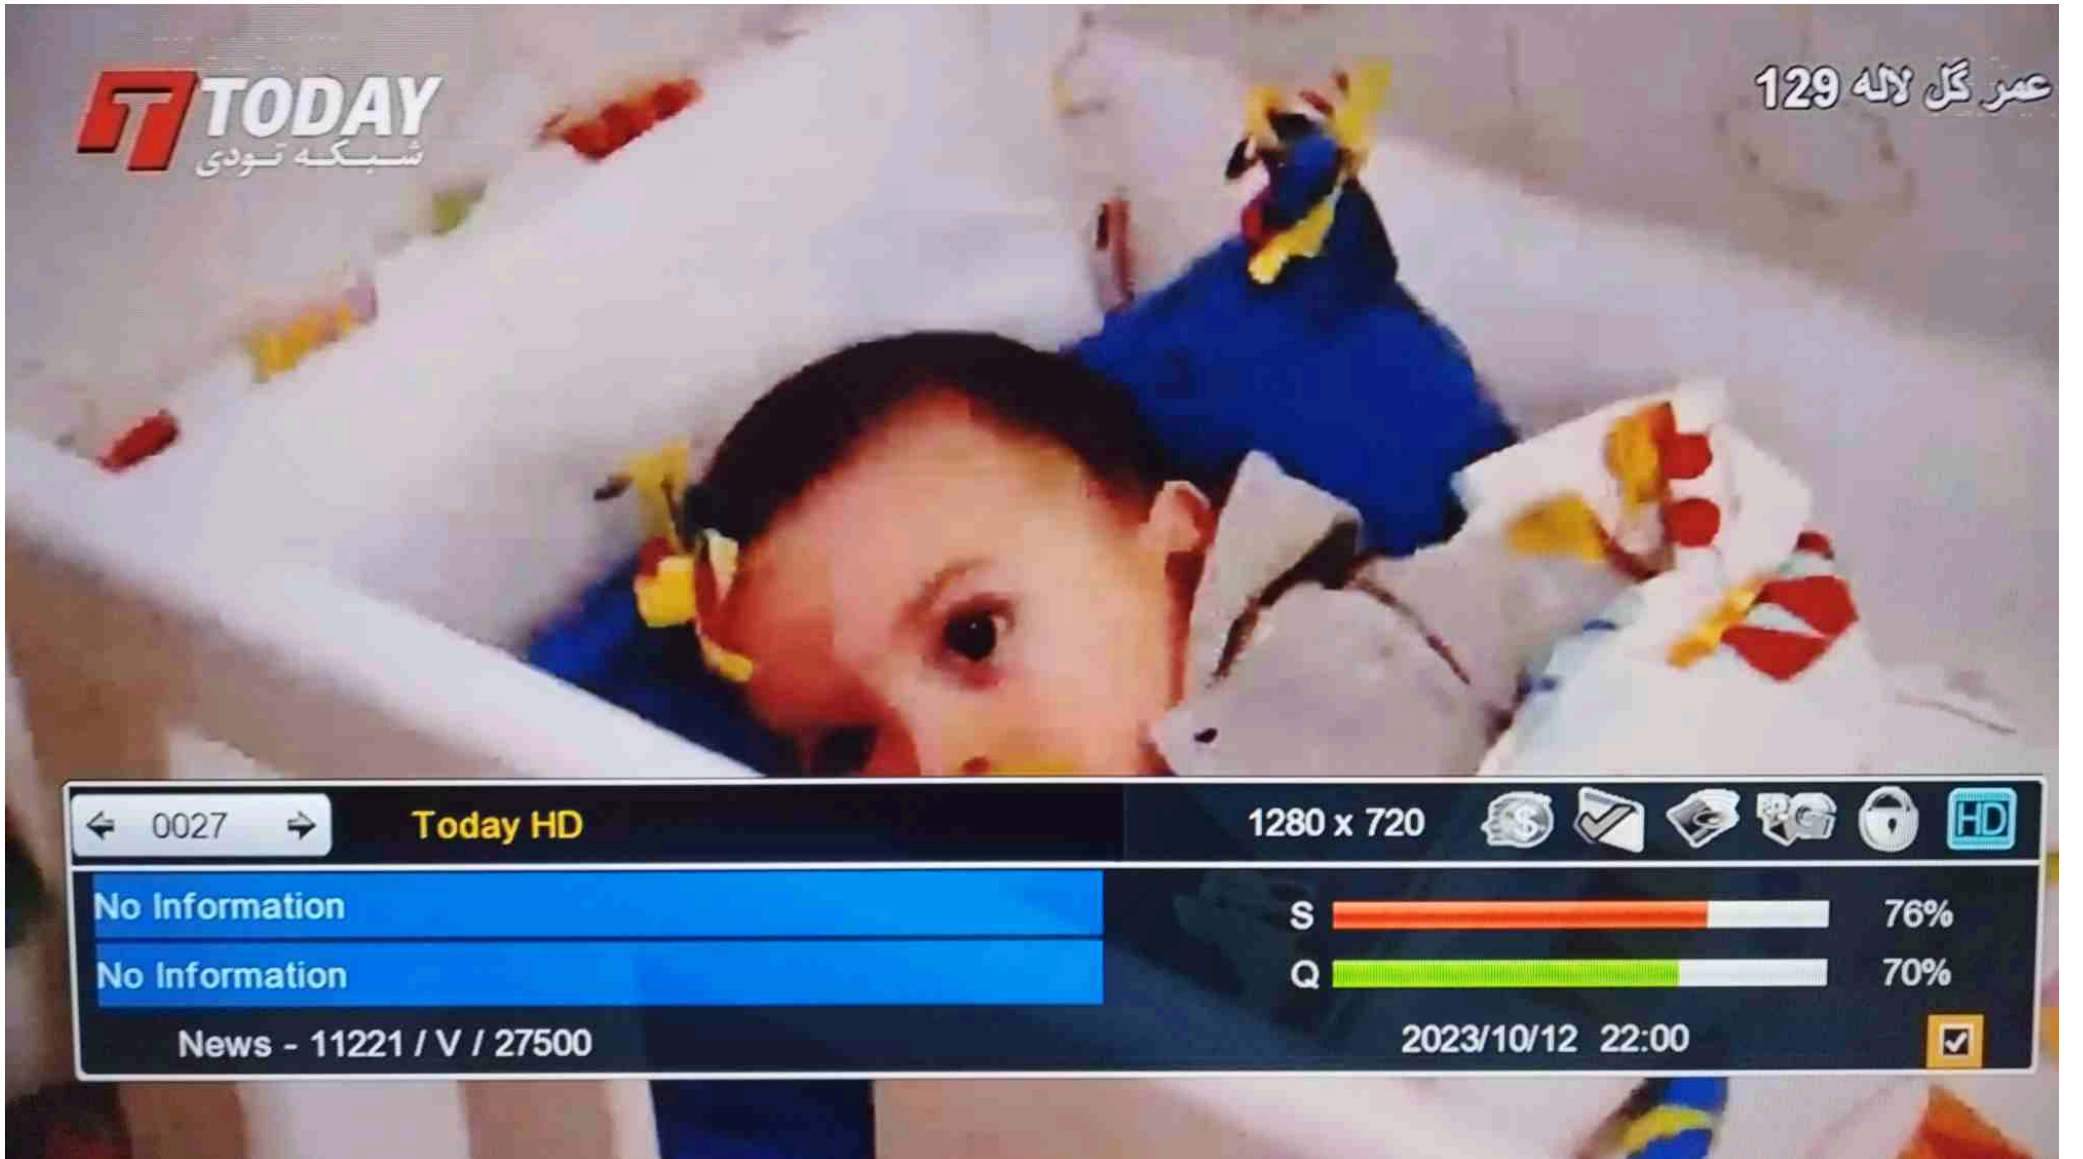 TODAY
شبکه تودی
عمر گل لاله 129
0027 Today HD 1280 x 720 HD
No Information
S 76%
No Information
Q 70%
News - 11221 / V / 27500 2023/10/12 22:00